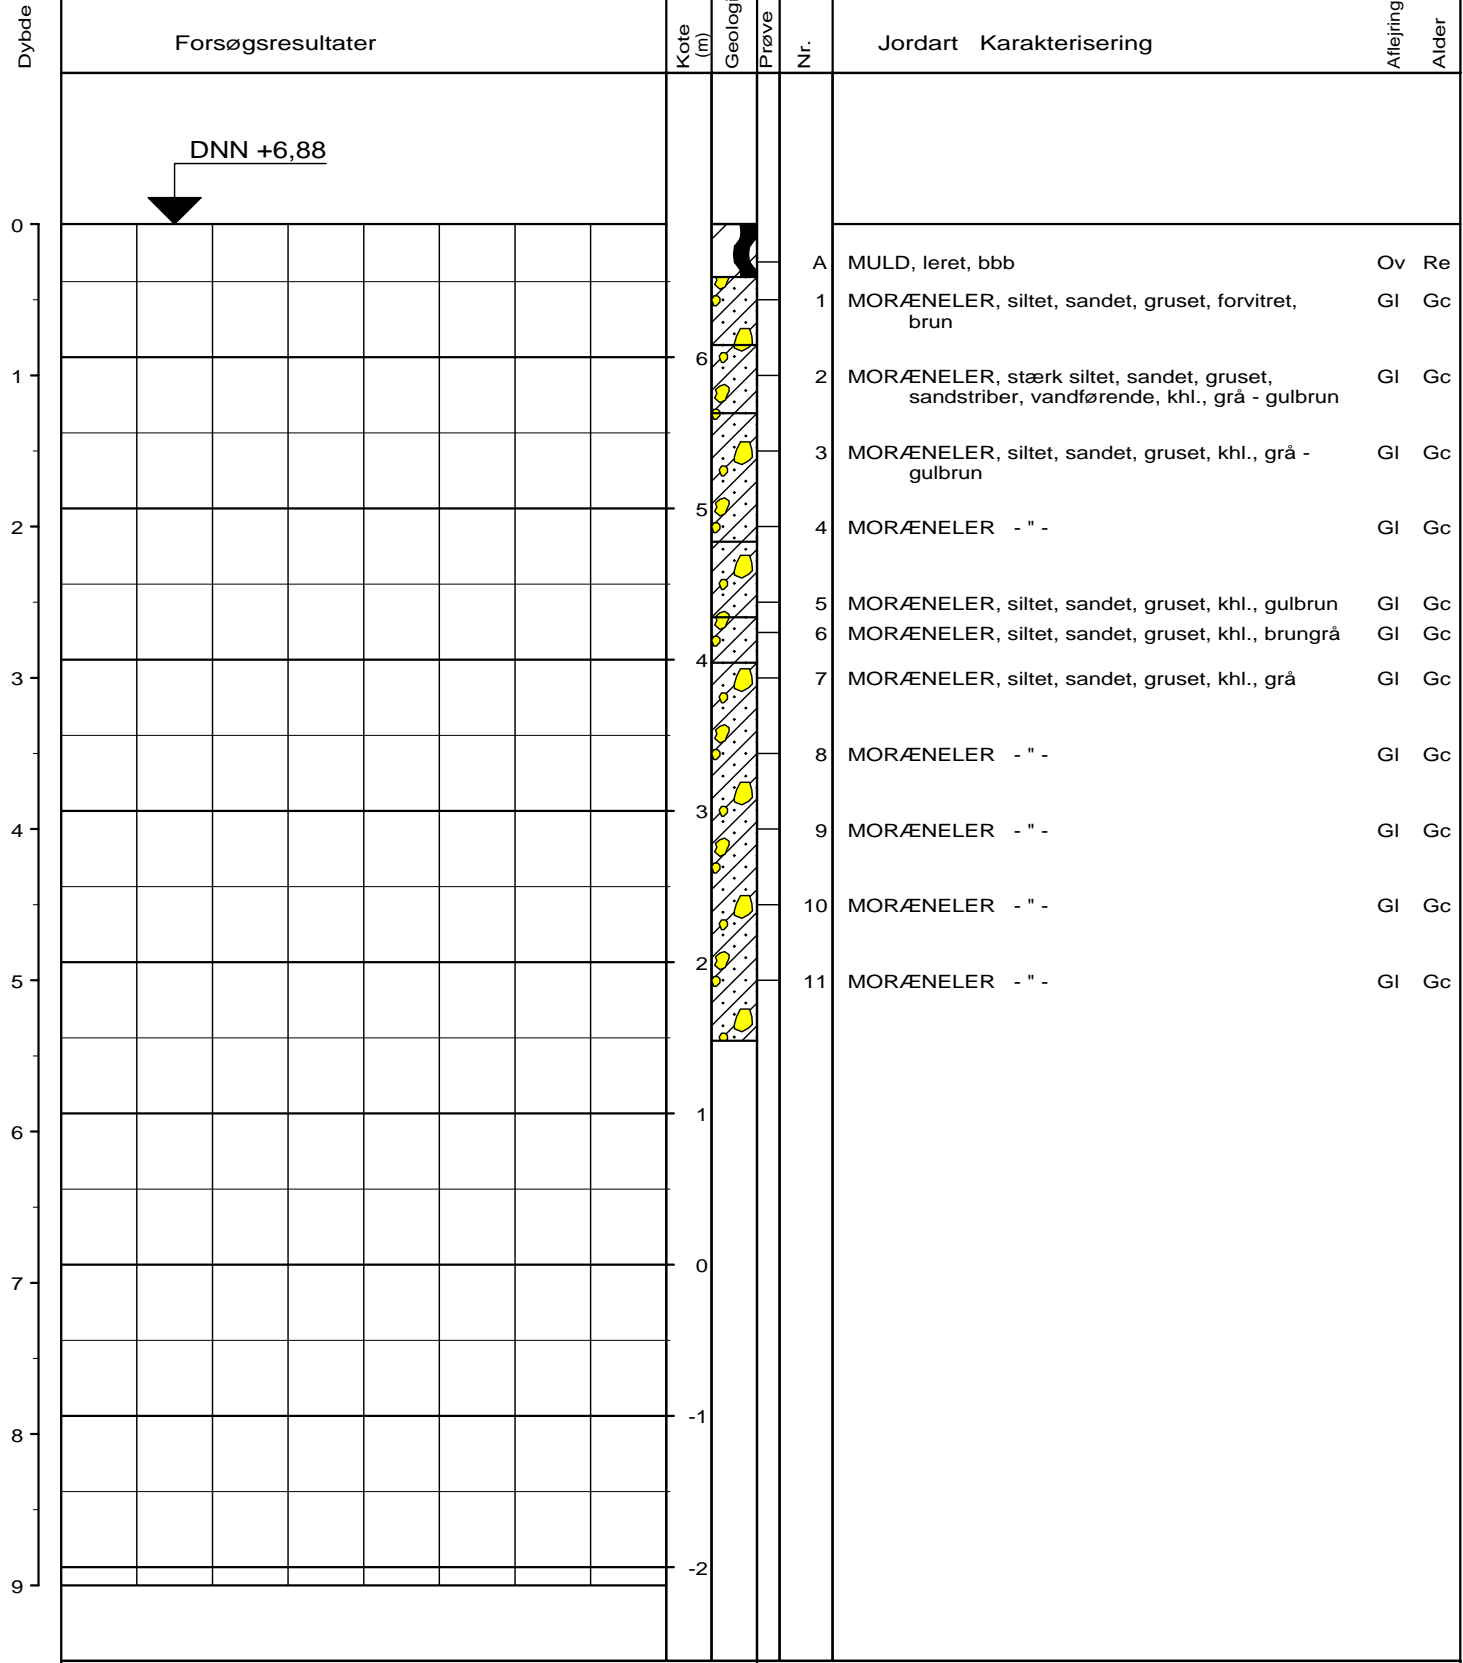 Dybde
Forsøgsresultater
Kote
(m)
Geologi
Prøve
Nr.
Jordart Karakterisering
Aflejring
Alder
DNN +6,88
0
A MULD, leret, bbb Ov Re
1 MORÆNELER, siltet, sandet, gruset, forvitret, Gl Gc
brun
6
1
2 MORÆNELER, stærk siltet, sandet, gruset, Gl Gc
sandstriber, vandførende, khl., grå - gulbrun
3 MORÆNELER, siltet, sandet, gruset, khl., grå - Gl Gc
gulbrun
5
2
4 MORÆNELER - " - Gl Gc
5 MORÆNELER, siltet, sandet, gruset, khl., gulbrun Gl Gc
6 MORÆNELER, siltet, sandet, gruset, khl., brungrå Gl Gc
4
3
7 MORÆNELER, siltet, sandet, gruset, khl., grå Gl Gc
8 MORÆNELER - " - Gl Gc
3
4
9 MORÆNELER - " - Gl Gc
10 MORÆNELER - " - Gl Gc
2
5
11 MORÆNELER - " - Gl Gc
1
6
0
7
-1
8
-2
9